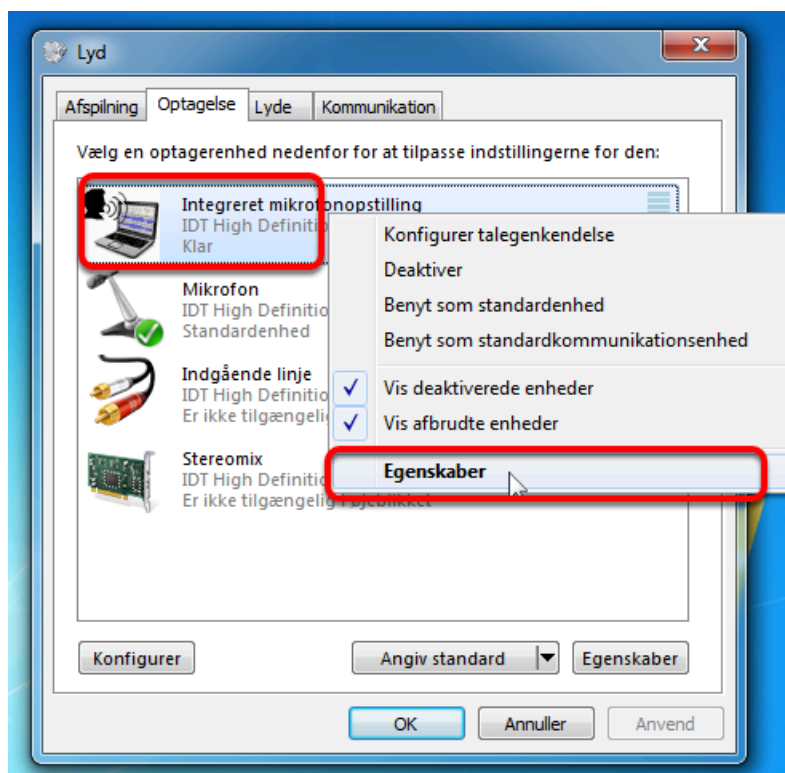 Lyd
Afspilning Optagelse Lyde Kommunikation
Vælg en optagerenhed nedenfor for at tilpasse indstillingerne for den:
Integreret mikrofonopstilling
IDT High Definitio
Klar
Mikrofon
IDT High Definitio
Standardenhed
Indgående linje
IDT High Definitio
Er ikke tilgængelig
Stereomix
IDT High Definitio
Er ikke tilgængelig i øjeblikket
Konfigurer talegenkendelse
Deaktiver
Benyt som standardenhed
Benyt som standardkommunikationsenhed
Vis deaktiverede enheder
Vis afbrudte enheder
Egenskaber
Konfigurer Angiv standard Egenskaber
OK Annuller Anvend